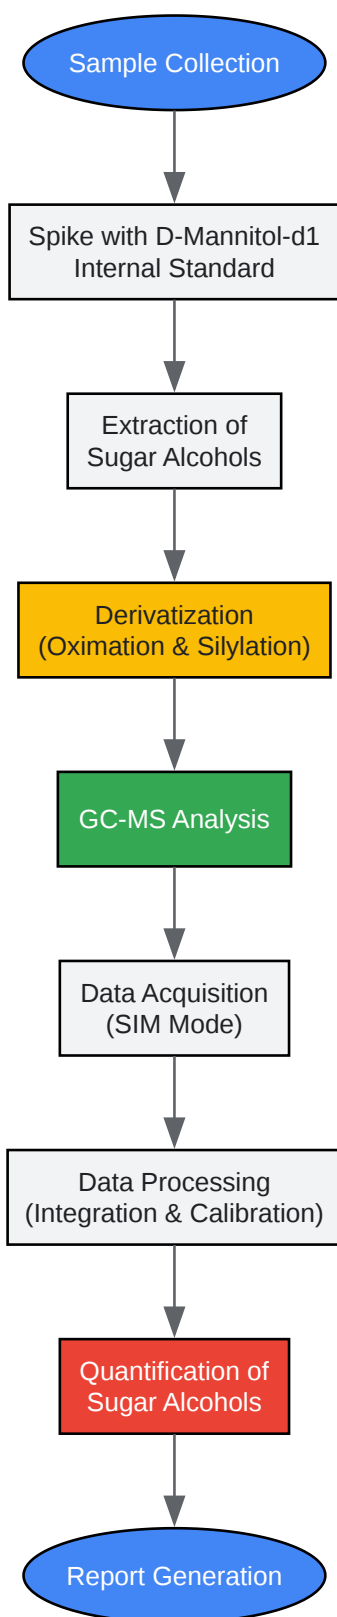 Sample Collection
Spike with D-Mannitol-d1
Internal Standard
Extraction of
Sugar Alcohols
Derivatization
(Oximation & Silylation)
GC-MS Analysis
Data Acquisition
(SIM Mode)
Data Processing
(Integration & Calibration)
Quantification of
Sugar Alcohols
Report Generation